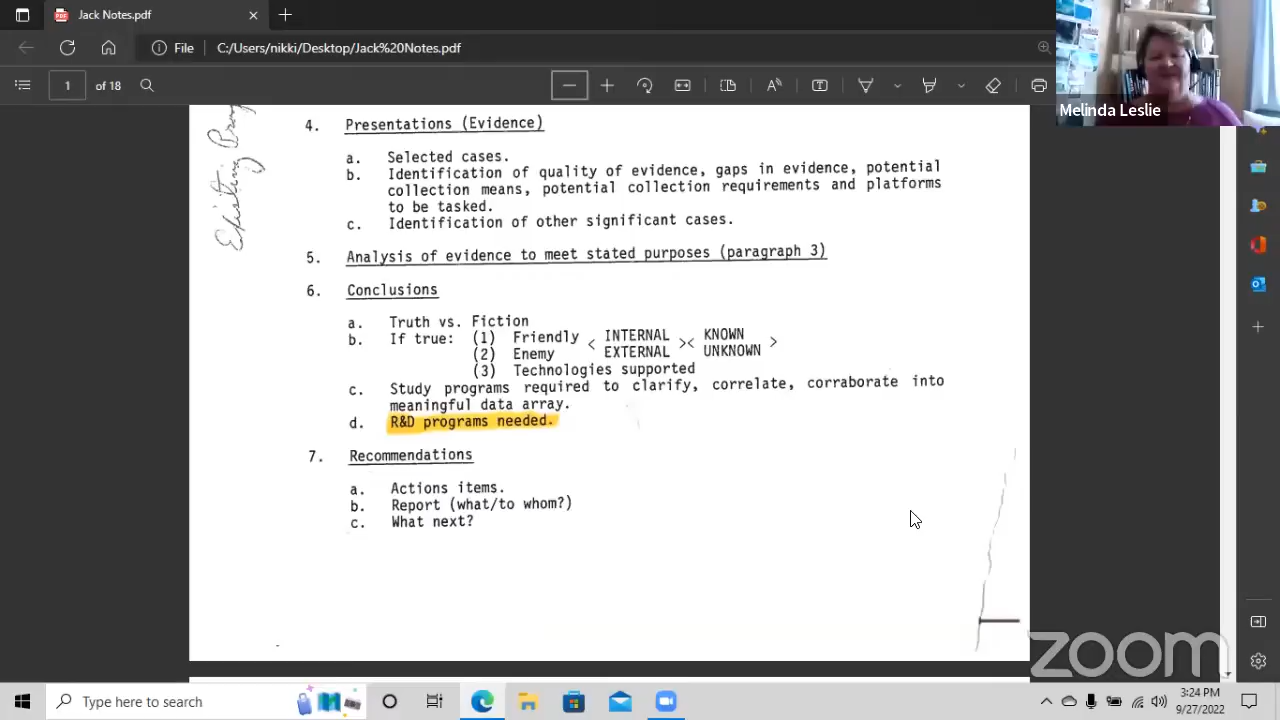 Jack Notes.pdf
File
C:/users/nikki/Desktop/Jack%20Notes.pdf
1 of 18
Melinda Leslie
Existing
4. Presentations (Evidence)
a. Selected cases.
b. Identification of quality of evidence, gaps in evidence, potential
collection means, potential collection requirements and platforms
to be tasked.
c. Identification of other significant cases.
5. Analysis of evidence to meet stated purposes (paragraph 3)
6. Conclusions
a. Truth vs. Fiction
b. If true: (1) Friendly < INTERNAL >< KNOWN >
(2) Enemy EXTERNAL UNKNOWN
(3) Technologies supported
c. Study programs required to clarify, correlate, corraborate into
meaningful data array.
d. R&D programs needed.
7. Recommendations
a. Actions items.
b. Report (what/to whom?)
c. What next?
zoom
Type here to search
3:24 PM
9/27/2022